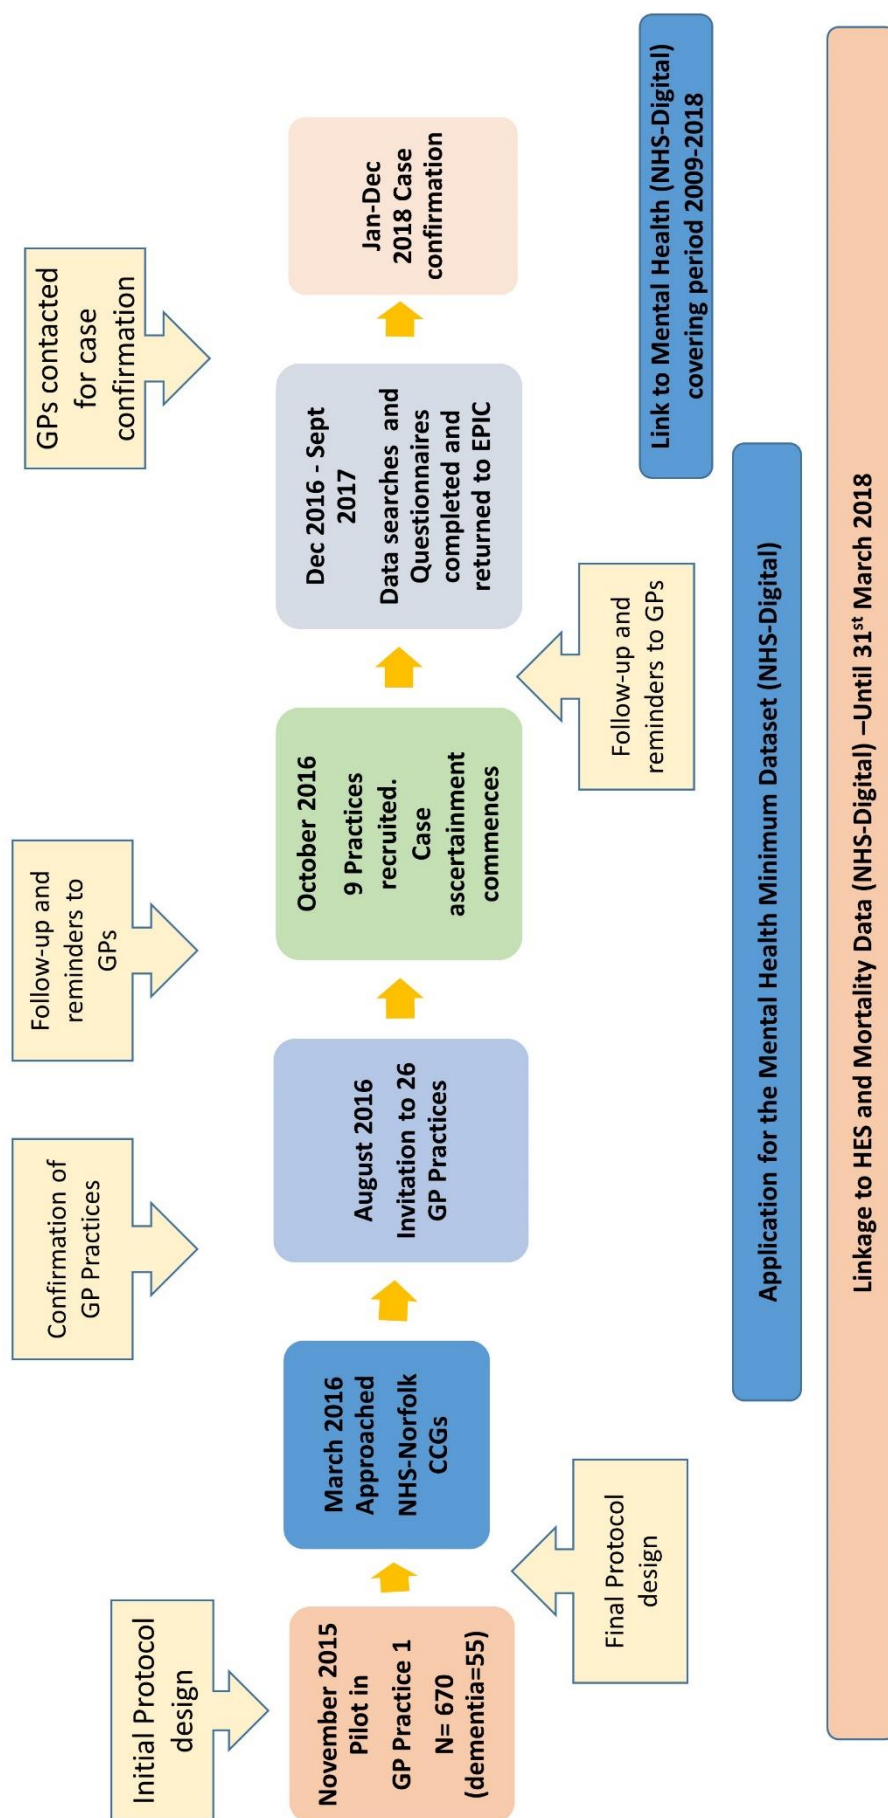 Initial Protocol
design
Confirmation of
GP Practices
Follow-up and
reminders to
GPs
GPs contacted
for case
confirmation
November 2015
Pilot in
GP Practice 1
N= 670
(dementia=55)
March 2016
Approached
NHS-Norfolk
CCGs
August 2016
Invitation to 26
GP Practices
October 2016
9 Practices
recruited.
Case
ascertainment
commences
Dec 2016 - Sept
2017
Data searches and
Questionnaires
completed and
returned to EPIC
Jan-Dec
2018 Case
confirmation
Final Protocol
design
Follow-up and
reminders to GPs
Link to Mental Health (NHS-Digital)
covering period 2009-2018
Application for the Mental Health Minimum Dataset (NHS-Digital)
Linkage to HES and Mortality Data (NHS-Digital) –Until 31st March 2018